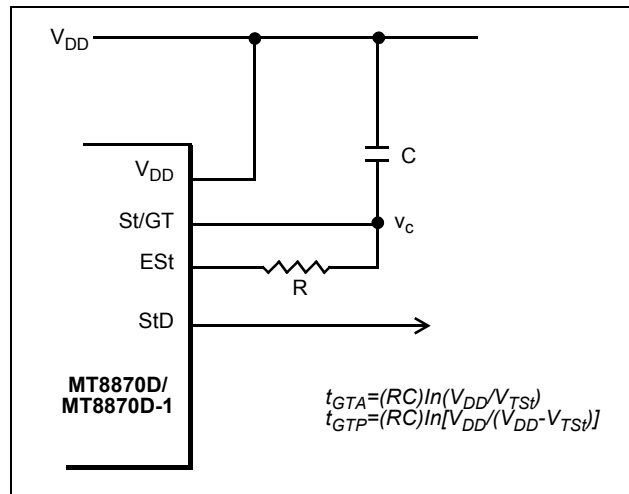 VDD
C
VDD
St/GT
vc
ESt
R
StD
MT8870D/
MT8870D-1
tGTA=(RC)In(VDD/VTSt)
tGTP=(RC)In[VDD/(VDD-VTSt)]